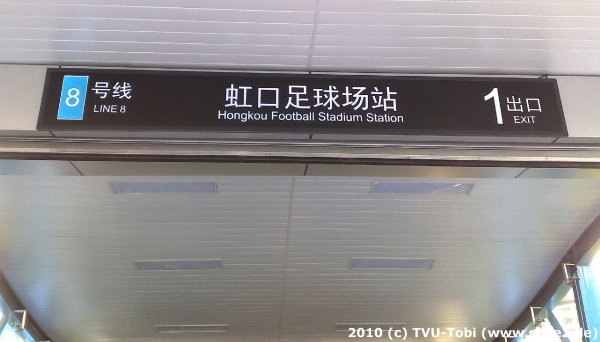 8 号线
LINE 8
虹口足球场站
Hongkou Football Stadium Station
1 出口
EXIT
2010 (c) TVU-Tobi